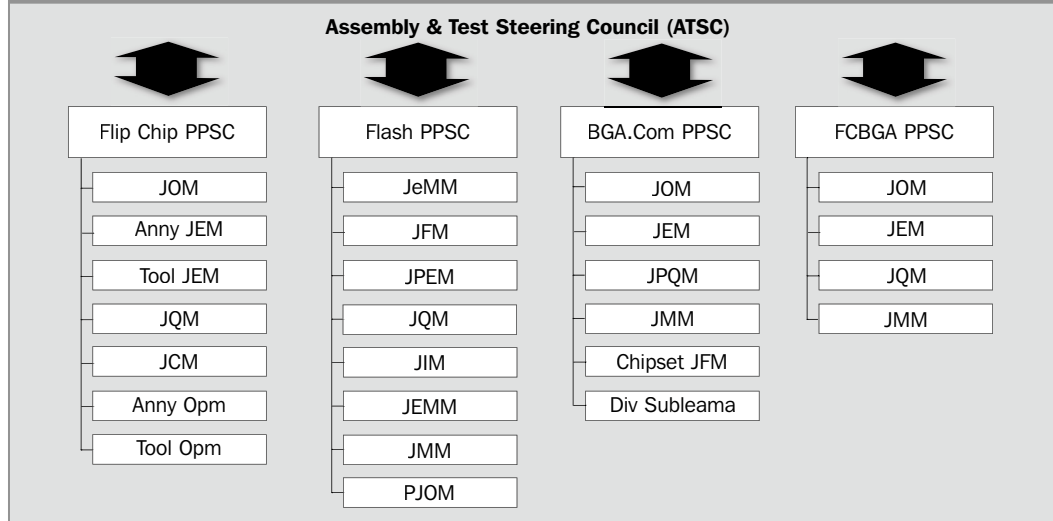 Assembly & Test Steering Council (ATSC)
Flip Chip PPSC
JOM
Anny JEM
Tool JEM
JQM
JCM
Anny Opm
Tool Opm
Flash PPSC
JeMM
JFM
JPEM
JQM
JIM
JEMM
JMM
PJOM
BGA.Com PPSC
JOM
JEM
JPQM
JMM
Chipset JFM
Div Subleama
FCBGA PPSC
JOM
JEM
JQM
JMM